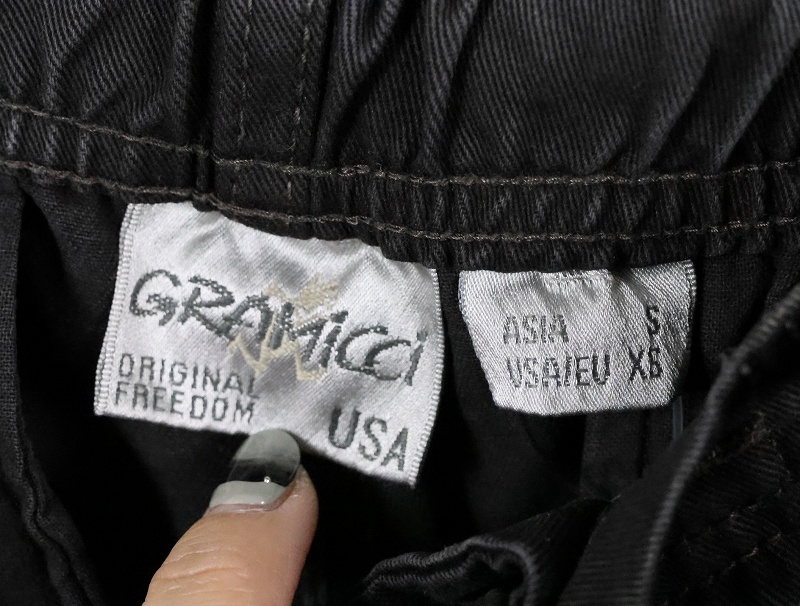 GRAMiCCi
ORIGINAL
FREEDOM
USA
ASIA S
USA/EU XS